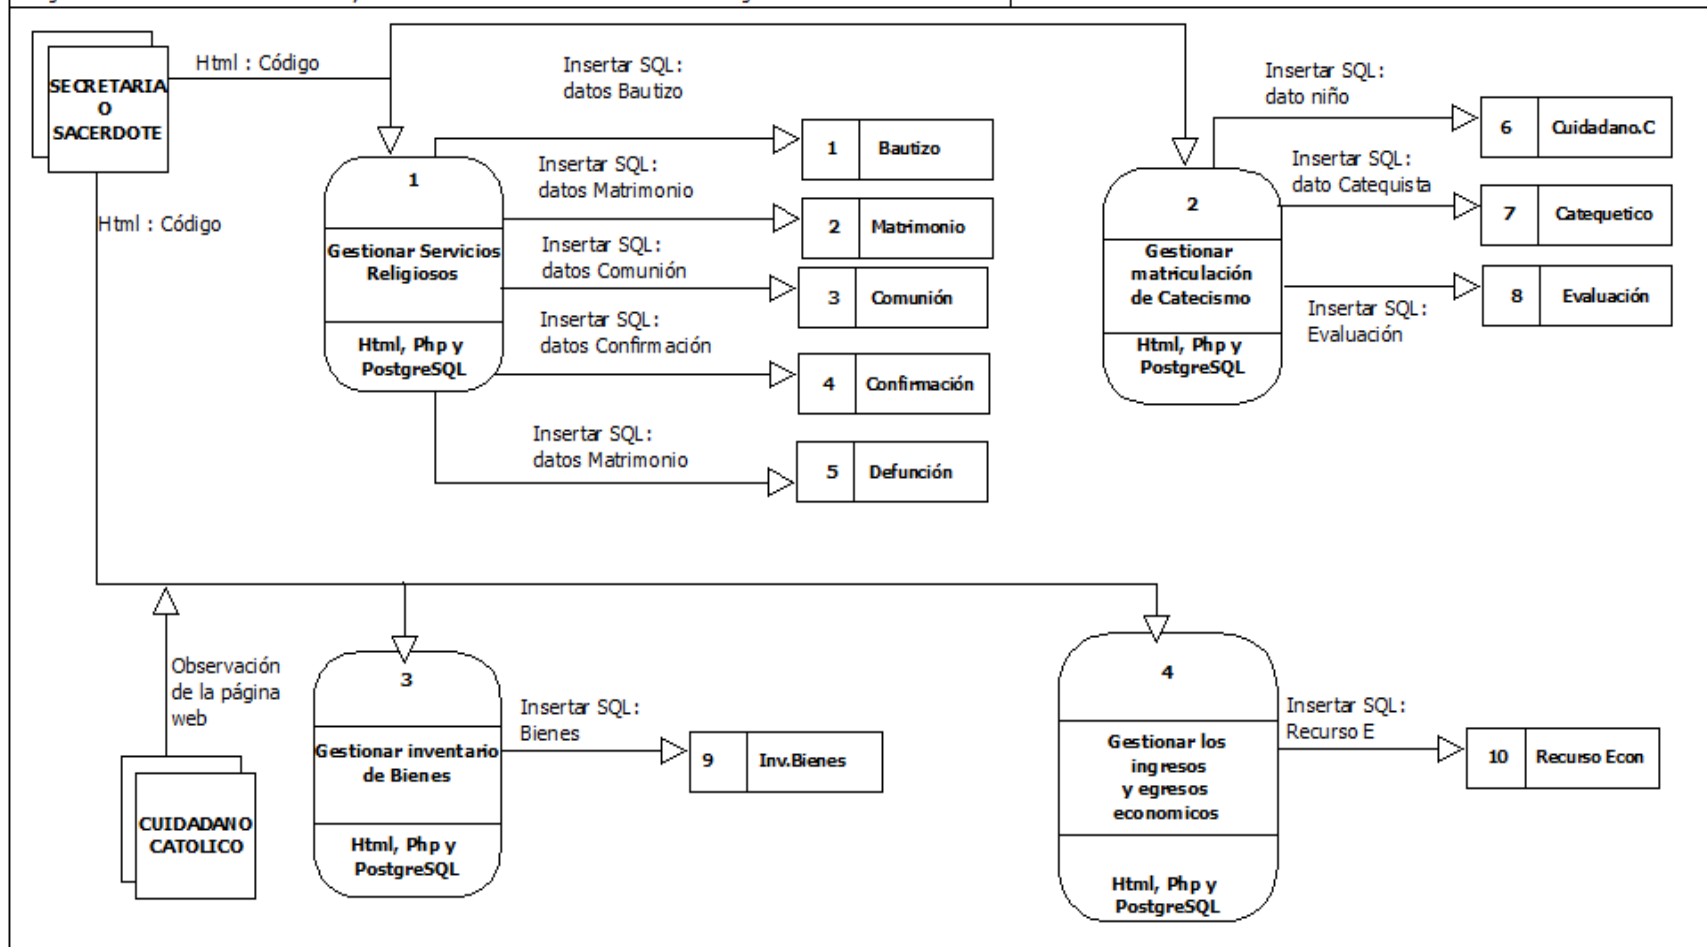 SECRETARIA
O
SACERDOTE
Html : Código
Html : Código
Insertar SQL:
datos Bautizo
1
Gestionar Servicios
Religiosos
Html, Php y
PostgreSQL
1 Bautizo
Insertar SQL:
datos Matrimonio
2 Matrimonio
Insertar SQL:
datos Comunión
3 Comunión
Insertar SQL:
datos Confirmación
4 Confirmación
Insertar SQL:
datos Matrimonio
5 Defunción
Insertar SQL:
dato niño
6 Cuidadano.C
Insertar SQL:
dato Catequista
7 Catequetico
2
Gestionar
matriculación
de Catecismo
Html, Php y
PostgreSQL
8 Evaluación
Insertar SQL:
Evaluación
Observación
de la página
web
CUIDADANO
CATOLICO
3
Gestionar inventario
de Bienes
Html, Php y
PostgreSQL
Insertar SQL:
Bienes
9 Inv.Bienes
4
Gestionar los
ingresos
y egresos
economicos
Html, Php y
PostgreSQL
Insertar SQL:
Recurso E
10 Recurso Econ